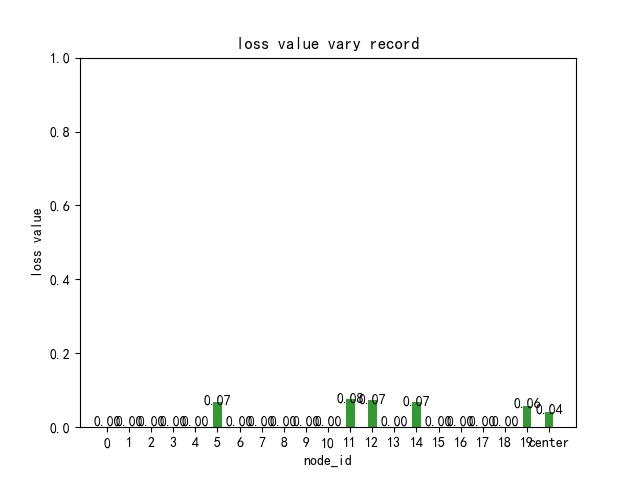 loss value vary record
1.0
0.8
0.6
0.4
0.2
0.0
loss value
0.00 0.00 0.00 0.00 0.00 0.07 0.00 0.00 0.00 0.00 0.00 0.08 0.07 0.00 0.07 0.00 0.00 0.00 0.00 0.06 0.04
0 1 2 3 4 5 6 7 8 9 10 11 12 13 14 15 16 17 18 19 center
node_id